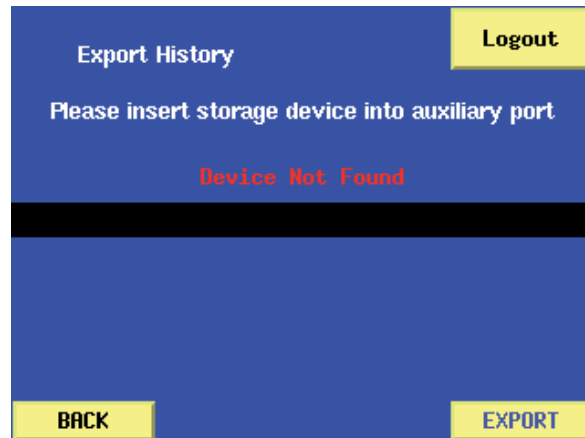 Export History
Logout
Please insert storage device into auxiliary port
Device Not Found
BACK
EXPORT